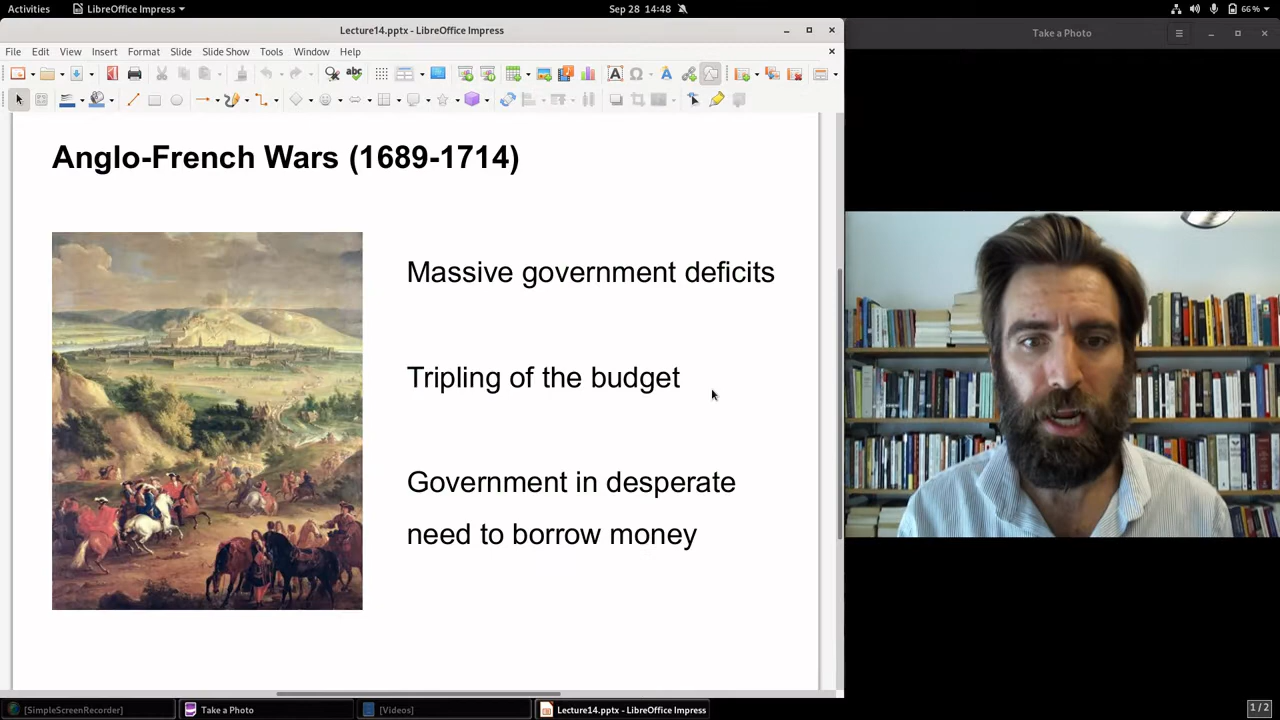 Activities
LibreOffice Impress
Sep 28 14:48
66 %
Lecture14.pptx - LibreOffice Impress
Take a Photo
File Edit View Insert Format Slide Slide Show Tools Window Help
Anglo-French Wars (1689-1714)
Massive government deficits
Tripling of the budget
Government in desperate
need to borrow money
[SimpleScreenRecorder]
Take a Photo
[Videos]
Lecture14.pptx - LibreOffice Impress
1 / 2